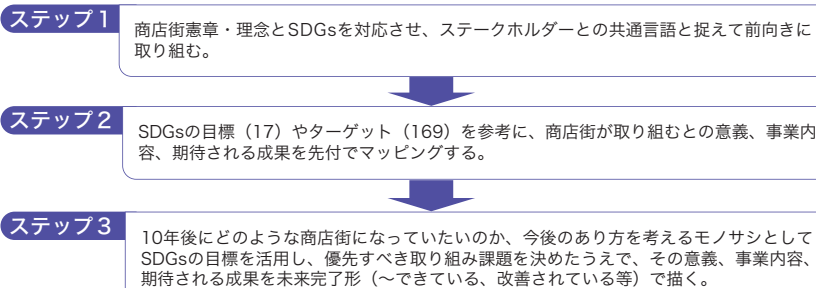 ステップ1
商店街憲章・理念とSDGsを対応させ、ステークホルダーとの共通言語と捉えて前向きに
取り組む。
ステップ2
SDGsの目標（17）やターゲット（169）を参考に、商店街が取り組むとの意義、事業内
容、期待される成果を先付でマッピングする。
ステップ3
10年後にどのような商店街になっていたいのか、今後のあり方を考えるモノサシとして
SDGsの目標を活用し、優先すべき取り組み課題を決めたうえで、その意義、事業内容、
期待される成果を未来完了形（〜できている、改善されている等）で描く。